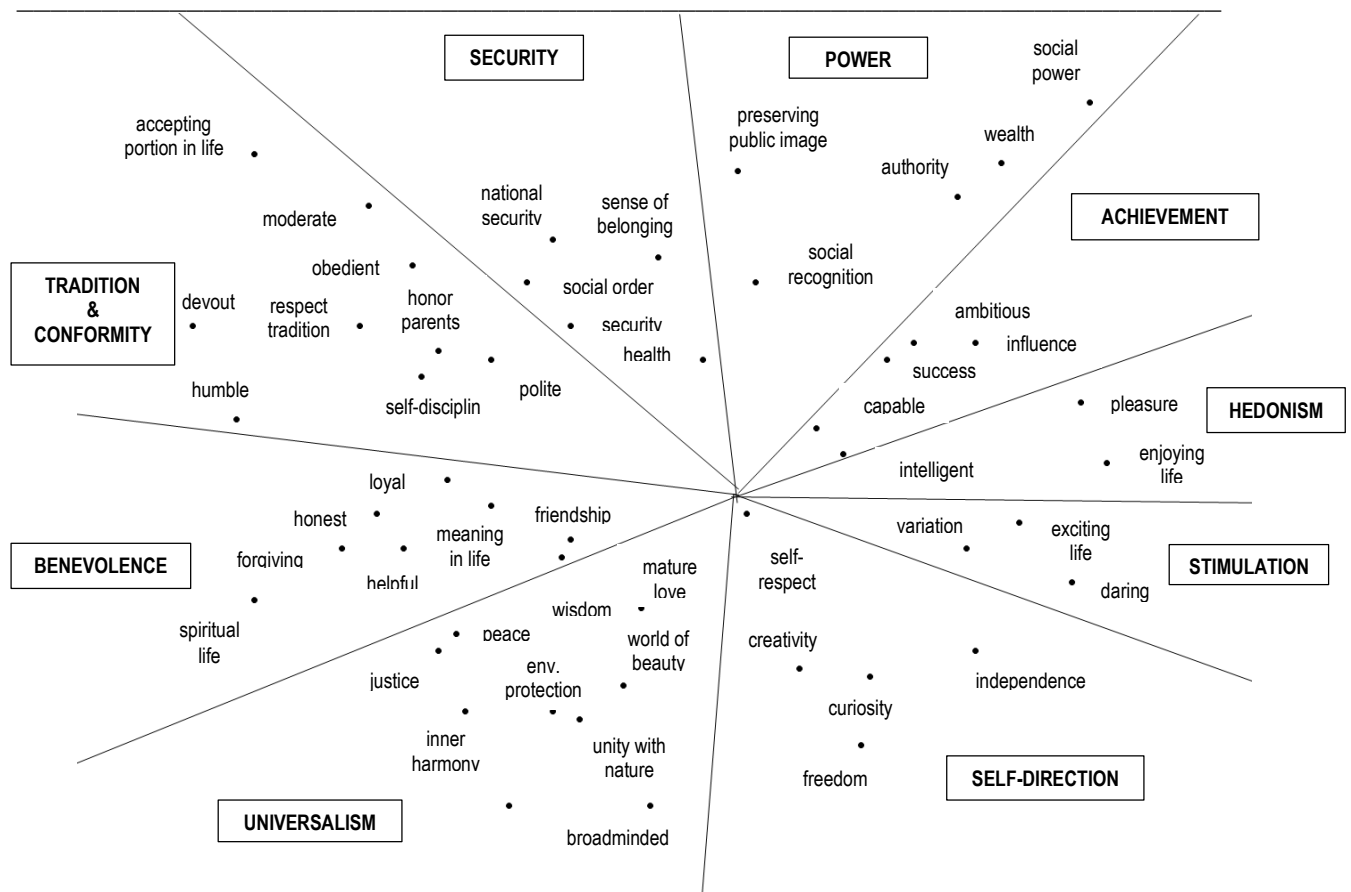 SECURITY
POWER
social
power
preserving
public image
accepting
portion in life
wealth
authority
national
security
sense of
belonging
ACHIEVEMENT
moderate
obedient
social
recognition
TRADITION
&
CONFORMITY
devout
respect
tradition
honor
parents
social order
security
ambitious
influence
health
success
humble
self-disciplin
polite
capable
pleasure
HEDONISM
intelligent
enjoying
life
loyal
honest
meaning
in life
friendship
variation
exciting
life
BENEVOLENCE
forgiving
helpful
mature
love
self-
respect
STIMULATION
daring
wisdom
spiritual
life
peace
world of
beauty
creativity
justice
env.
protection
independence
curiosity
inner
harmony
unity with
nature
freedom
SELF-DIRECTION
UNIVERSALISM
broadminded